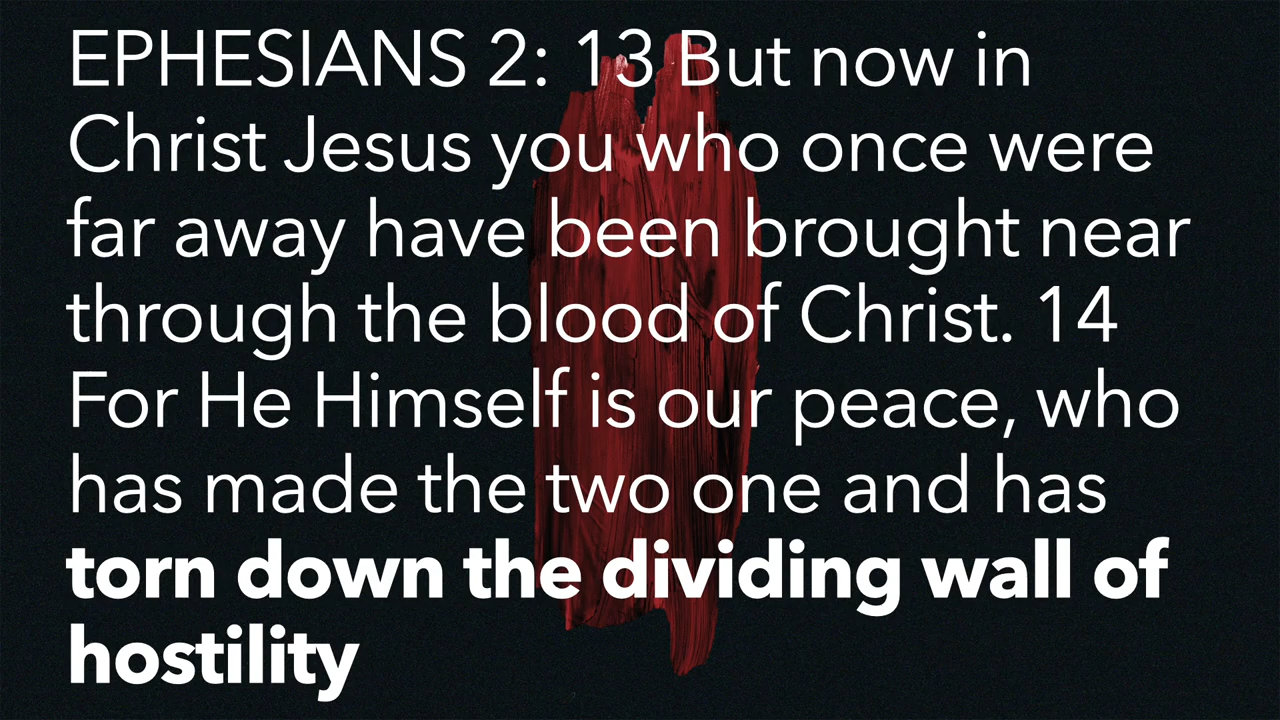 EPHESIANS 2: 13 But now in
Christ Jesus you who once were
far away have been brought near
through the blood of Christ. 14
For He Himself is our peace, who
has made the two one and has
torn down the dividing wall of
hostility